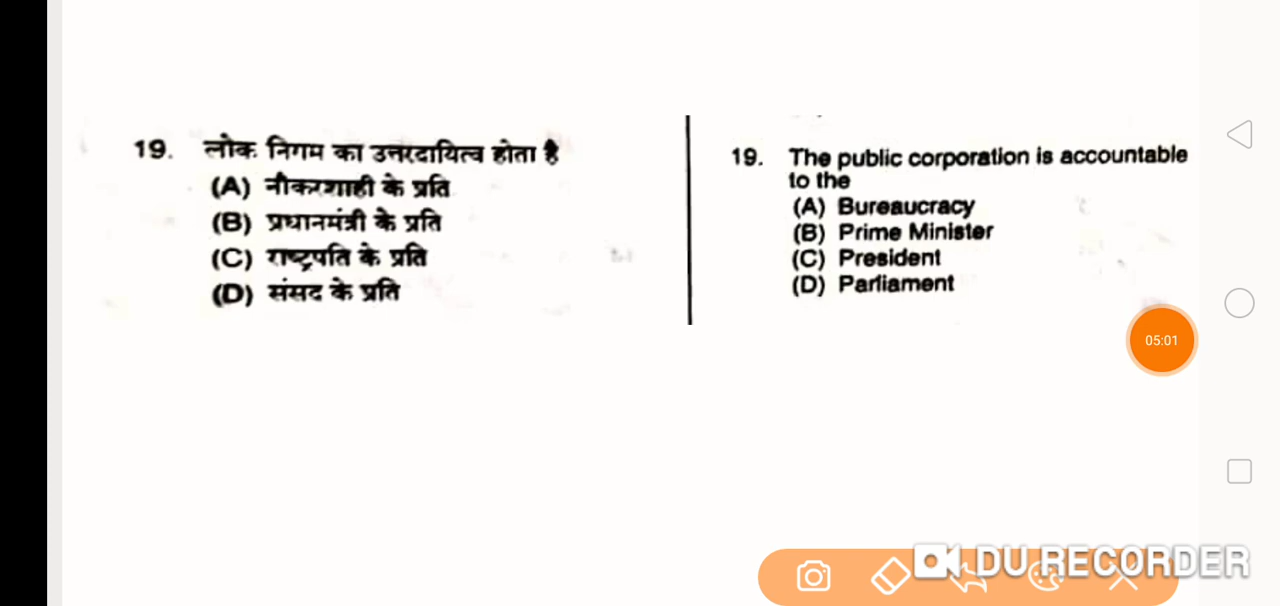 19. लोक निगम का उत्तरदायित्व होता है
(A) नौकरशाही के प्रति
(B) प्रधानमंत्री के प्रति
(C) राष्ट्रपति के प्रति
(D) संसद के प्रति
19. The public corporation is accountable
to the
(A) Bureaucracy
(B) Prime Minister
(C) President
(D) Parliament
05:01
DU RECORDER